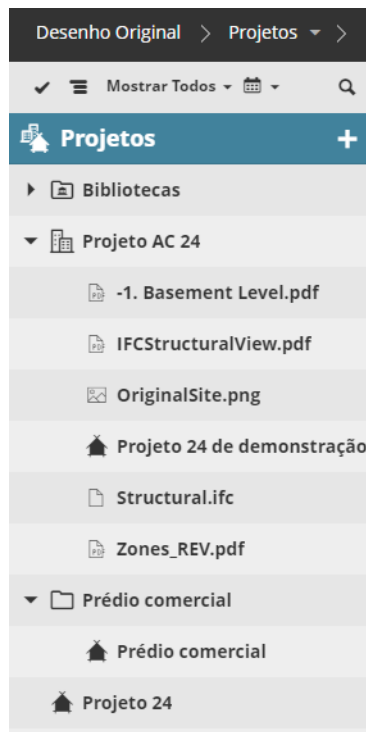 Desenho Original > Projetos >
Mostrar Todos
Projetos +
Bibliotecas
Projeto AC 24
-1. Basement Level.pdf
IFCStructuralView.pdf
OriginalSite.png
Projeto 24 de demonstração
Structural.ifc
Zones_REV.pdf
Prédio comercial
Prédio comercial
Projeto 24